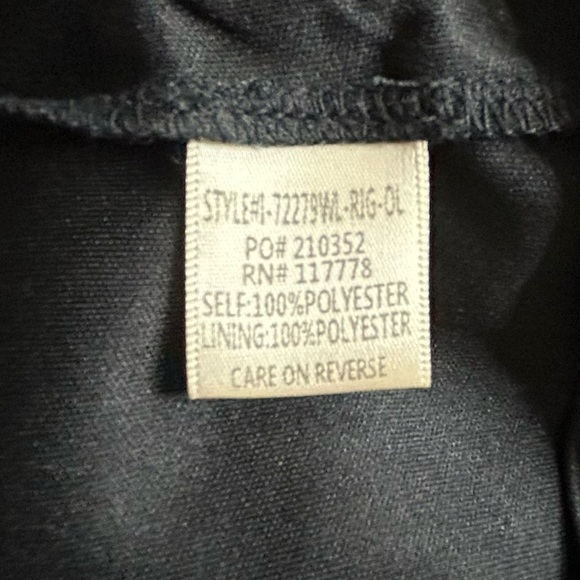 STYLE#I-72279WL-RIG-OL
PO# 210352
RN# 117778
SELF:100%POLYESTER
LINING:100%POLYESTER
CARE ON REVERSE